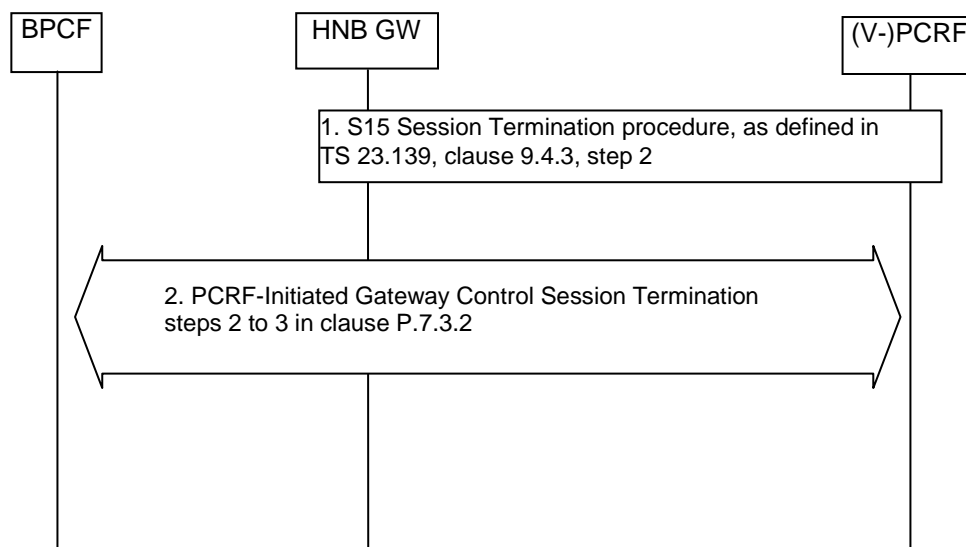 BPCF
HNB GW
(V-)PCRF
1. S15 Session Termination procedure, as defined in
TS 23.139, clause 9.4.3, step 2
2. PCRF-Initiated Gateway Control Session Termination
steps 2 to 3 in clause P.7.3.2